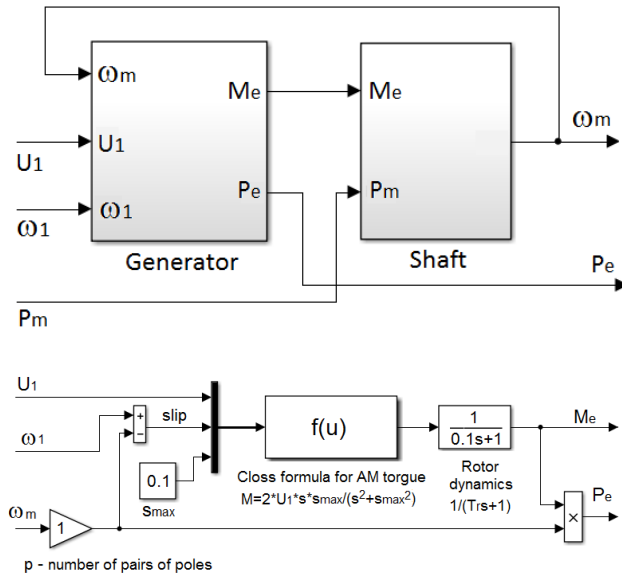 ωm
Me
Me
ωm
U1
U1
Pe
Pm
ω1
ω1
Generator
Shaft
Pe
Pm
U1
+
−
slip
f(u)
1
0.1s+1
Me
ω1
0.1
Closs formula for AM torgue
M=2*U1*s*smax/(s²+smax²)
Rotor
dynamics
1/(Trs+1)
smax
ωm
1
×
Pe
p - number of pairs of poles